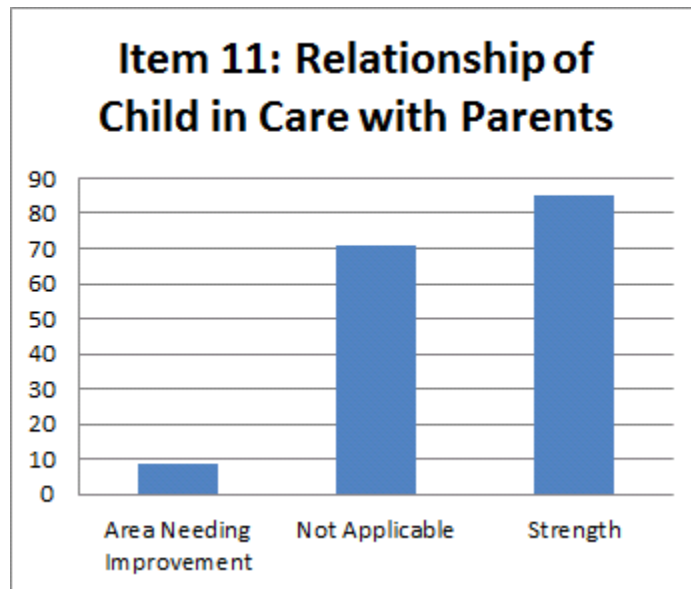 Item 11: Relationship of
Child in Care with Parents
90
80
70
60
50
40
30
20
10
0
Area Needing
Improvement
Not Applicable
Strength